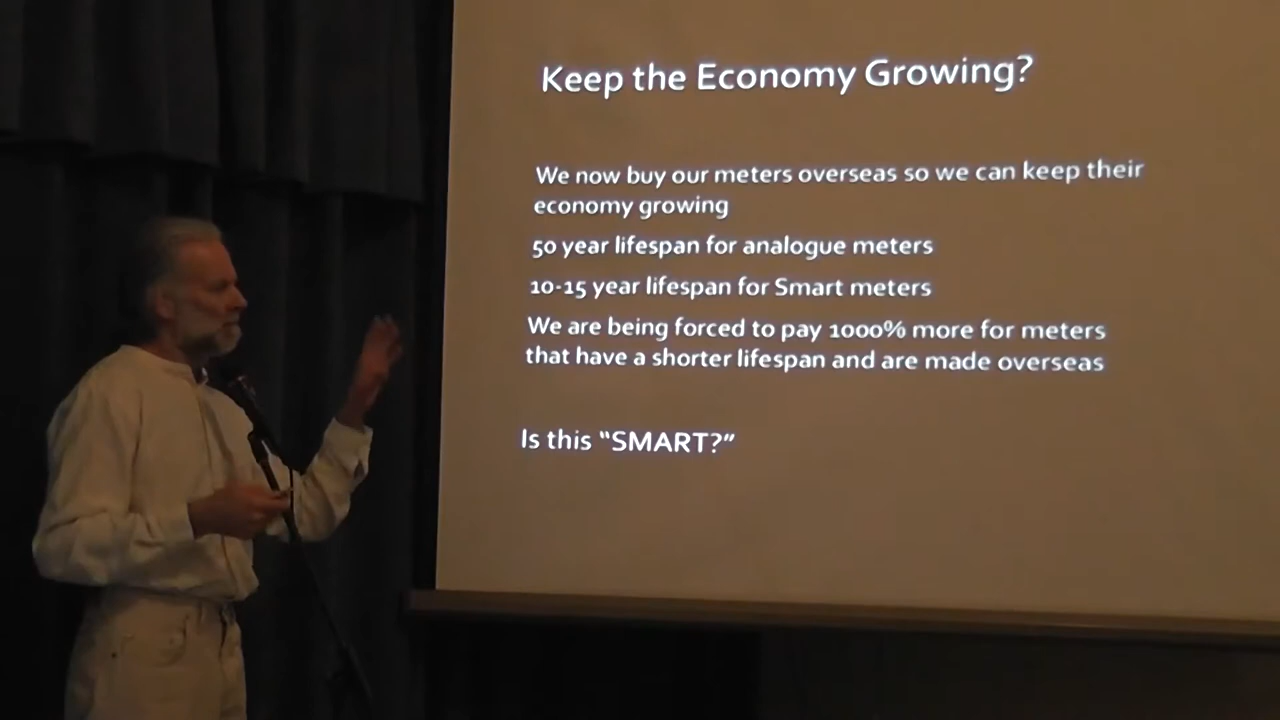 Keep the Economy Growing?
We now buy our meters overseas so we can keep their
economy growing
50 year lifespan for analogue meters
10-15 year lifespan for Smart meters
We are being forced to pay 1000% more for meters
that have a shorter lifespan and are made overseas
Is this “SMART?”